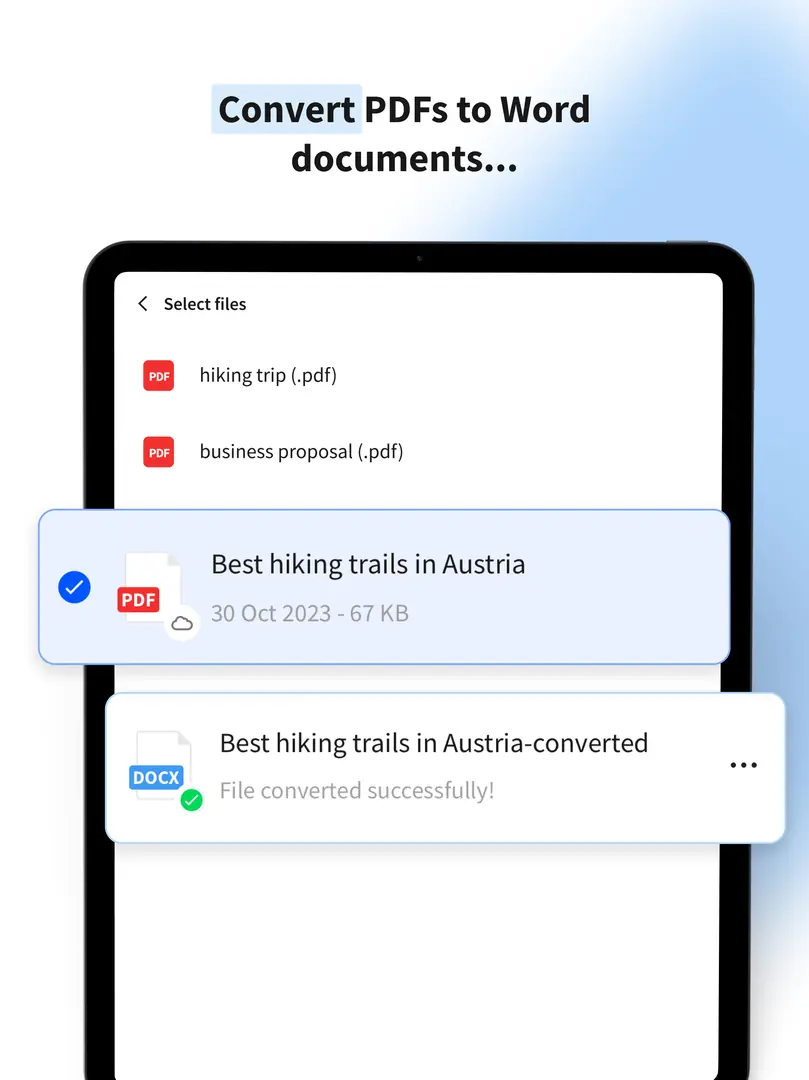 Convert PDFs to Word
documents...
Select files
PDF hiking trip (.pdf)
PDF business proposal (.pdf)
Best hiking trails in Austria
PDF
30 Oct 2023 - 67 KB
Best hiking trails in Austria-converted
DOCX
File converted successfully!